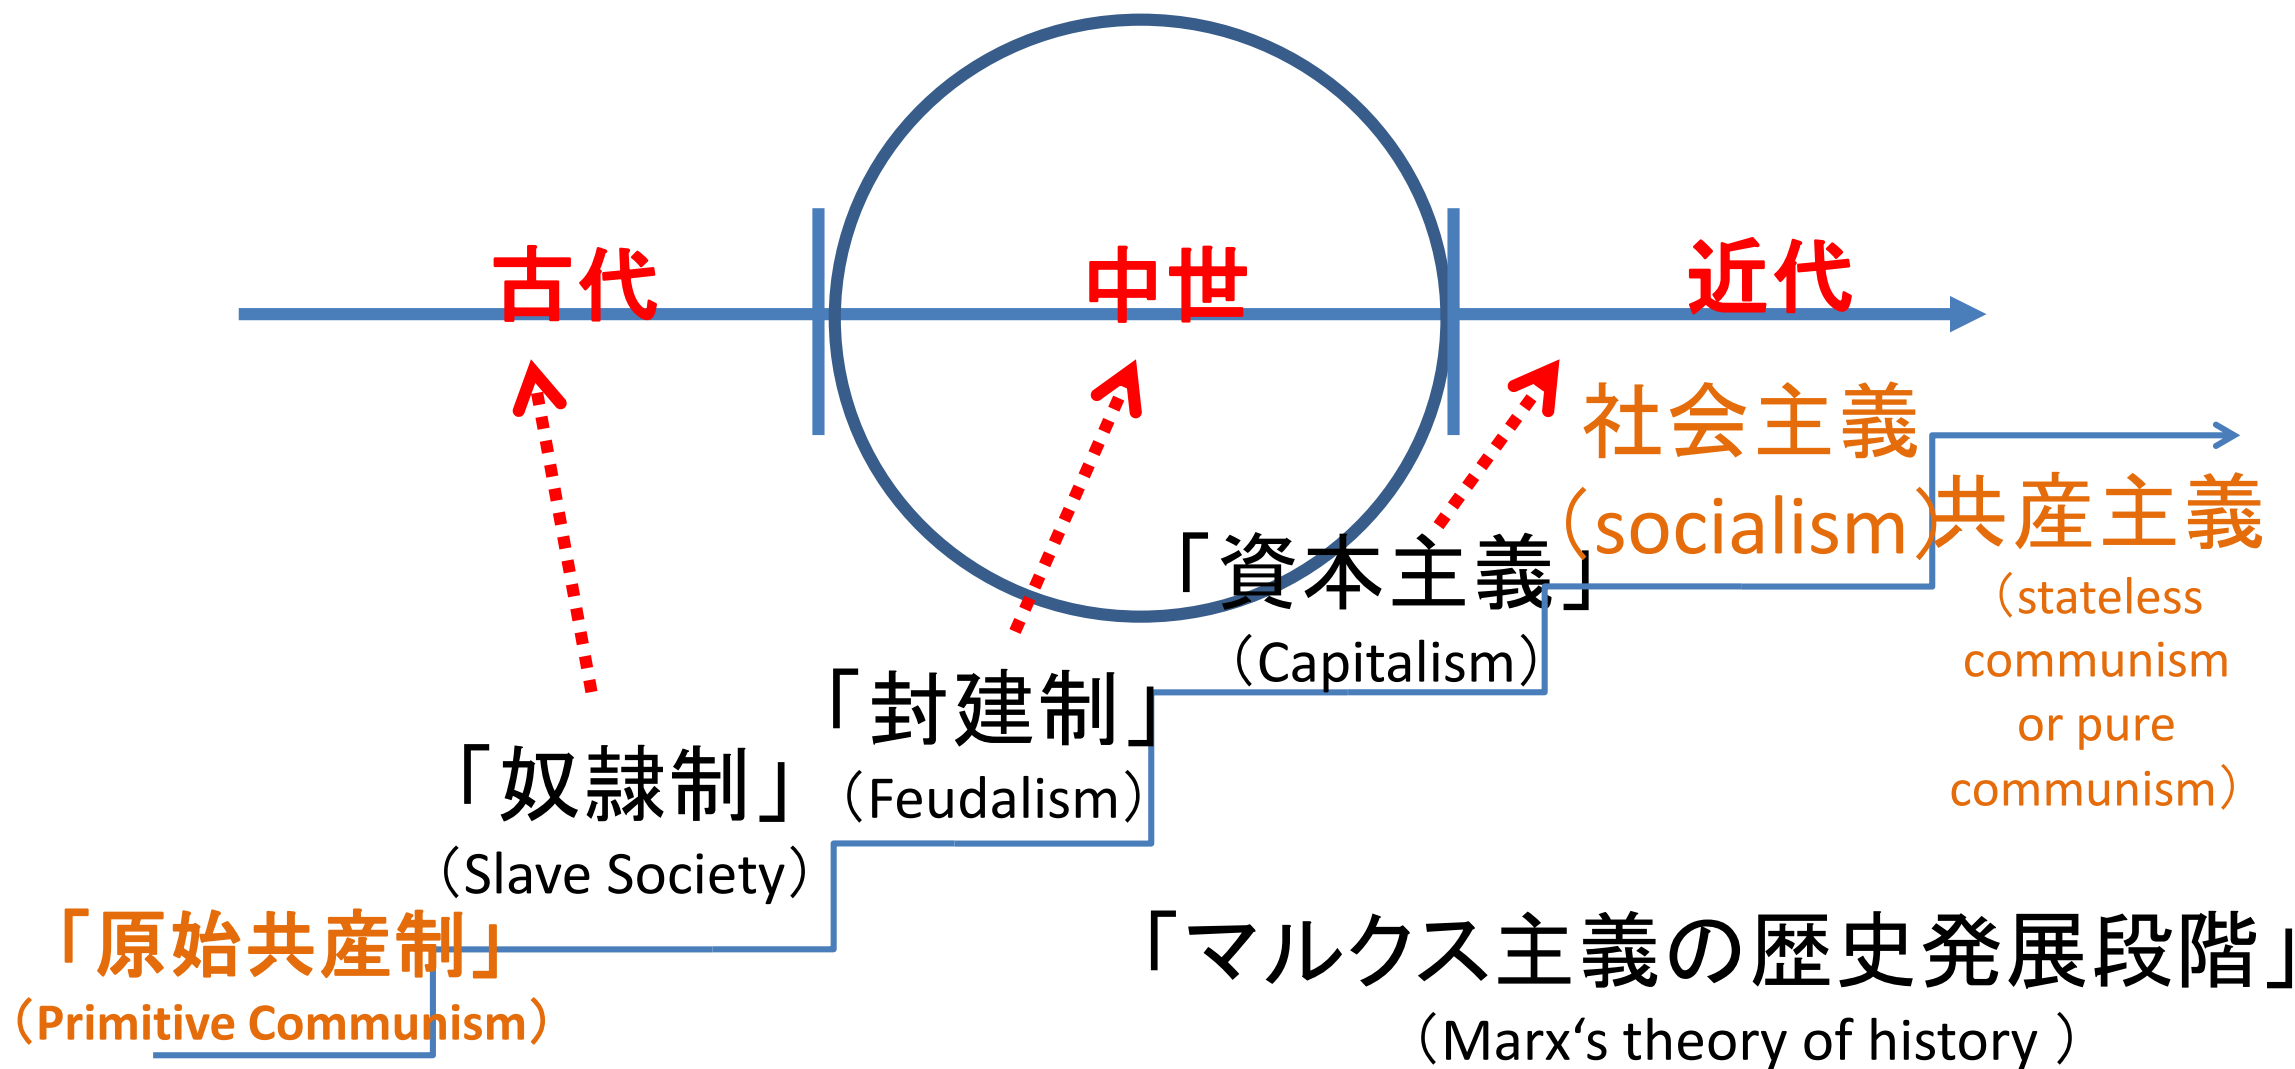 古代
中世
近代
社会主義
（socialism）
共産主義
（stateless
communism
or pure
communism）
「資本主義」
（Capitalism）
「封建制」
（Feudalism）
「奴隷制」
（Slave Society）
「原始共産制」
（Primitive Communism）
「マルクス主義の歴史発展段階」
（Marx‘s theory of history ）